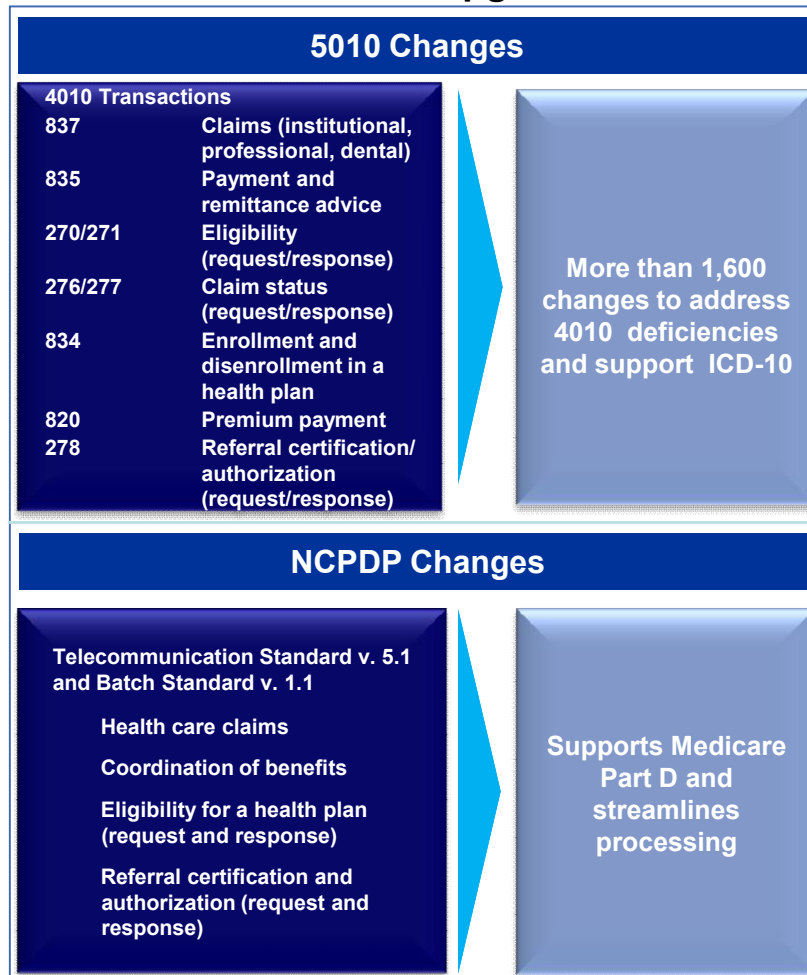 5010 Changes
4010 Transactions
837 Claims (institutional,
professional, dental)
835 Payment and
remittance advice
270/271 Eligibility
(request/response)
276/277 Claim status
(request/response)
834 Enrollment and
disenrollment in a
health plan
820 Premium payment
278 Referral certification/
authorization
(request/response)
More than 1,600
changes to address
4010 deficiencies
and support ICD-10
NCPDP Changes
Telecommunication Standard v. 5.1
and Batch Standard v. 1.1
Health care claims
Coordination of benefits
Eligibility for a health plan
(request and response)
Referral certification and
authorization (request and
response)
Supports Medicare
Part D and
streamlines
processing